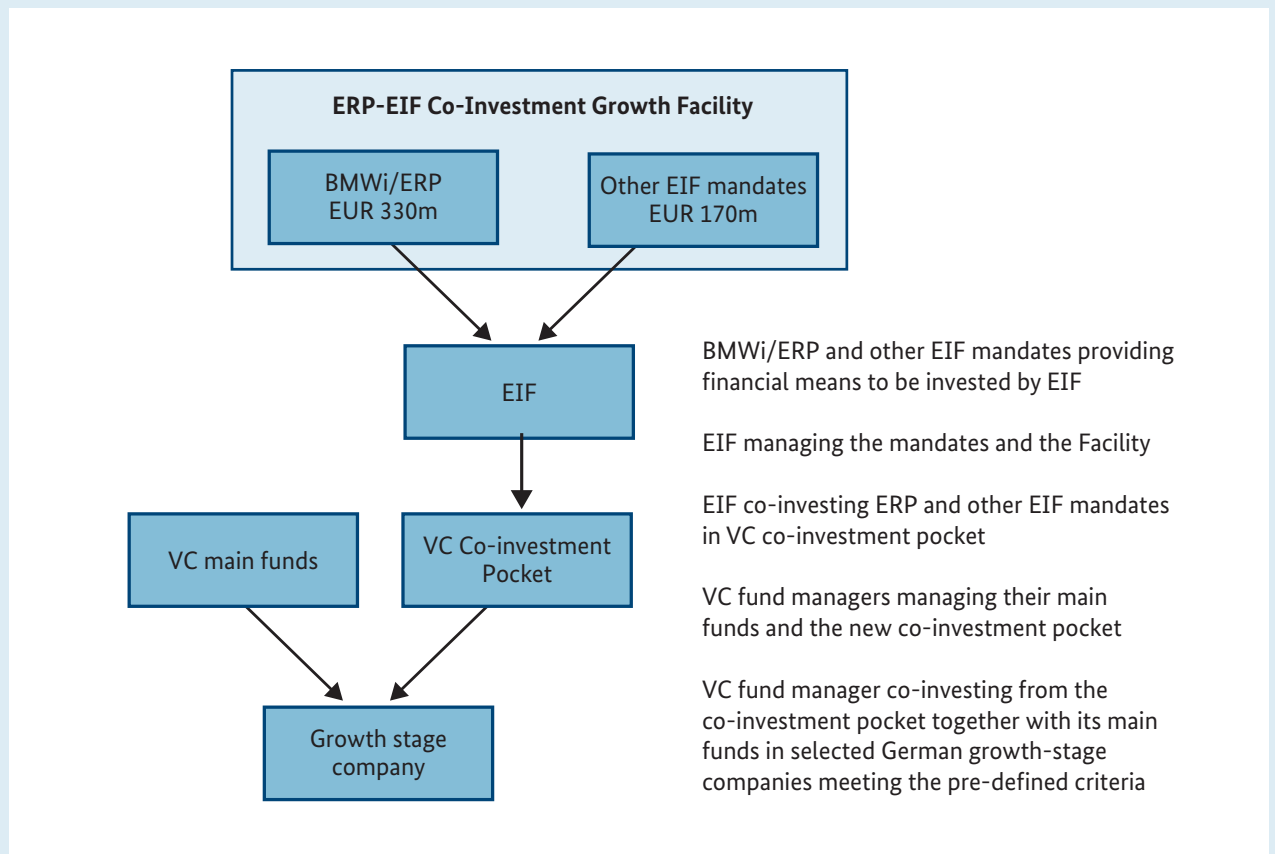 ERP-EIF Co-Investment Growth Facility
BMWi/ERP
EUR 330m
Other EIF mandates
EUR 170m
EIF
VC main funds
VC Co-investment
Pocket
Growth stage
company
BMWi/ERP and other EIF mandates providing
financial means to be invested by EIF
EIF managing the mandates and the Facility
EIF co-investing ERP and other EIF mandates
in VC co-investment pocket
VC fund managers managing their main
funds and the new co-investment pocket
VC fund manager co-investing from the
co-investment pocket together with its main
funds in selected German growth-stage
companies meeting the pre-defined criteria